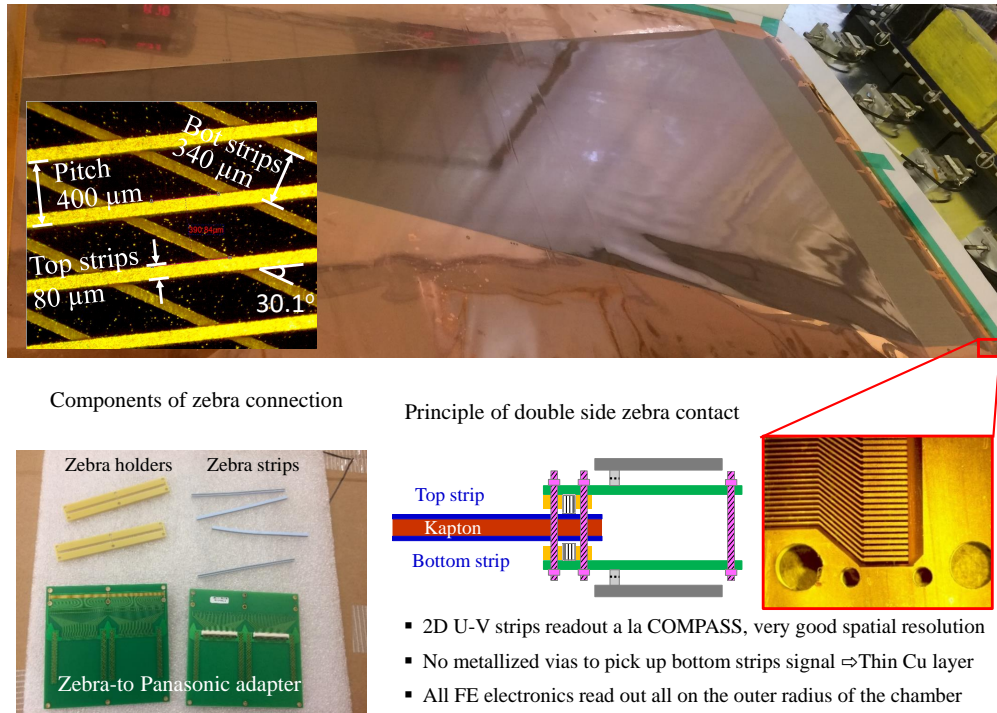 Bot strips
340 µm
Pitch
400 µm
Top strips
80 µm
30.1º
Components of zebra connection
Principle of double side zebra contact
Zebra holders
Zebra strips
Zebra-to Panasonic adapter
Top strip
Kapton
Bottom strip
▪ 2D U-V strips readout a la COMPASS, very good spatial resolution
▪ No metallized vias to pick up bottom strips signal ⇨Thin Cu layer
▪ All FE electronics read out all on the outer radius of the chamber